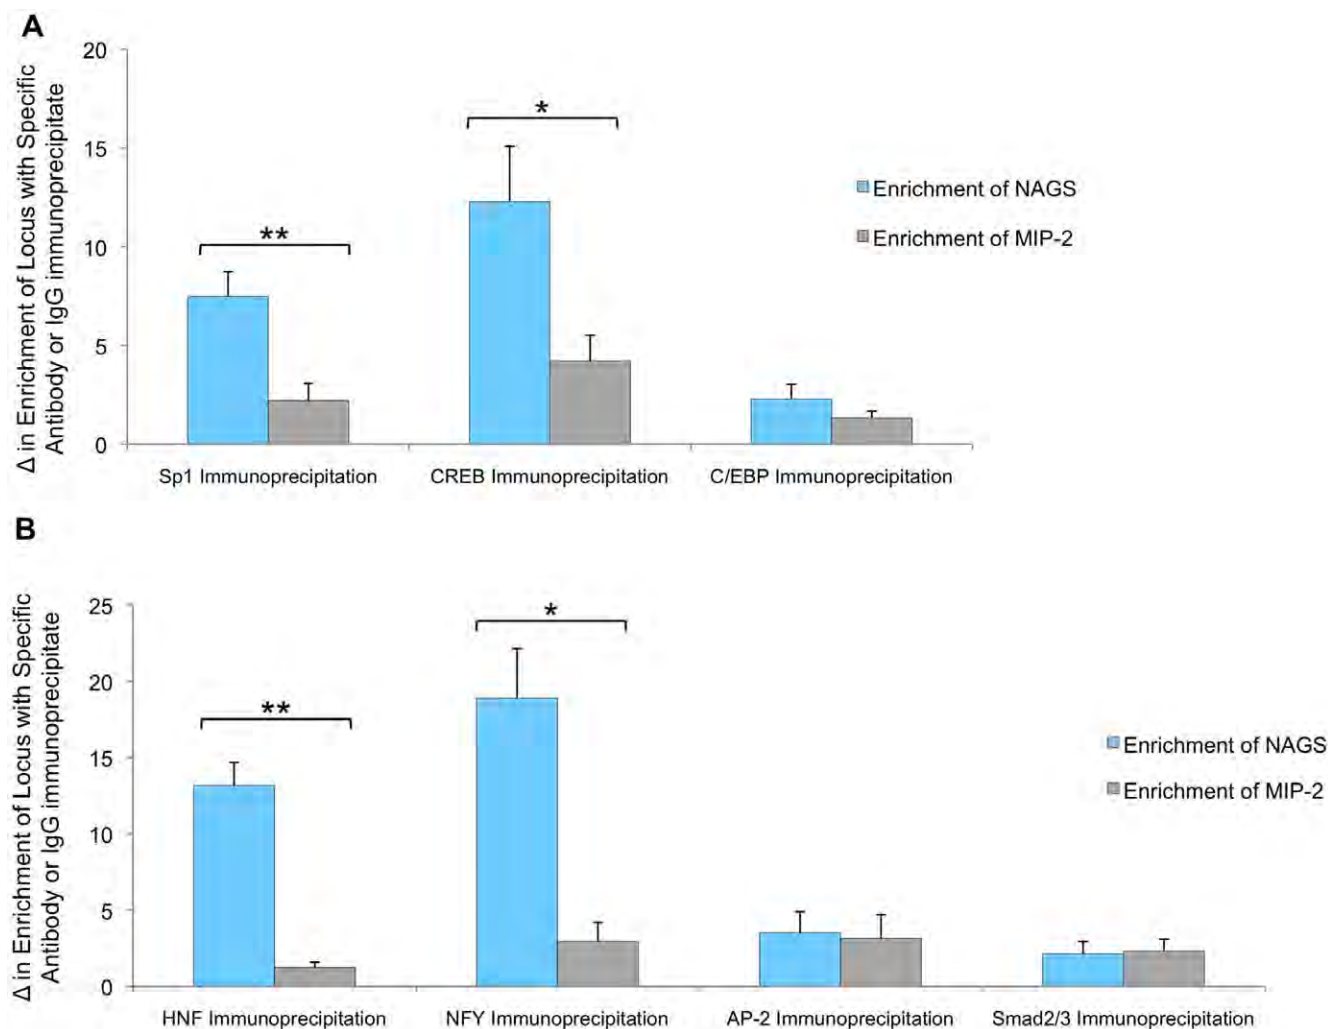 A
Δ in Enrichment of Locus with Specific
Antibody or IgG immunoprecipitate
20
15
10
5
0
**
*
Enrichment of NAGS
Enrichment of MIP-2
Sp1 Immunoprecipitation
CREB Immunoprecipitation
C/EBP Immunoprecipitation
B
Δ in Enrichment of Locus with Specific
Antibody or IgG immunoprecipitate
25
20
15
10
5
0
**
*
Enrichment of NAGS
Enrichment of MIP-2
HNF Immunoprecipitation
NFY Immunoprecipitation
AP-2 Immunoprecipitation
Smad2/3 Immunoprecipitation